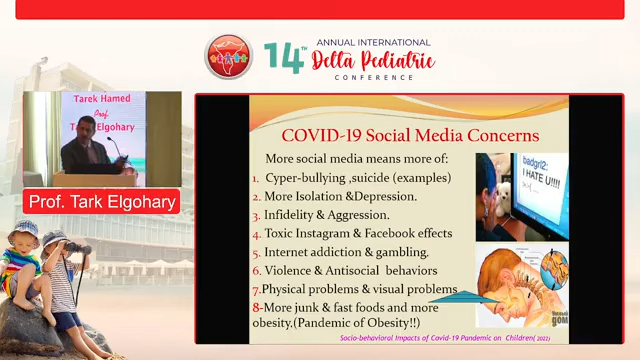 14TH
ANNUAL INTERNATIONAL
Delta Pediatric
CONFERENCE
Tarek Hamed
Prof
Elgohary
Prof. Tark Elgohary
COVID-19 Social Media Concerns
More social media means more of:
1. Cyper-bullying ,suicide (examples)
2. More Isolation &Depression.
3. Infidelity & Aggression.
4. Toxic Instagram & Facebook effects
5. Internet addiction & gambling.
6. Violence & Antisocial behaviors
7.Physical problems & visual problems
8-More junk & fast foods and more
obesity.(Pandemic of Obesity!!)
badgrl2:
I HATE U!!!!
Socio-behavioral Impacts of Covid-19 Pandemic on Children( 2022)